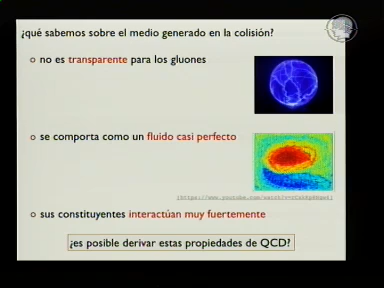 ¿qué sabemos sobre el medio generado en la colisión?
no es transparente para los gluones
se comporta como un fluido casi perfecto
sus constituyentes interactúan muy fuertemente
¿es posible derivar estas propiedades de QCD?